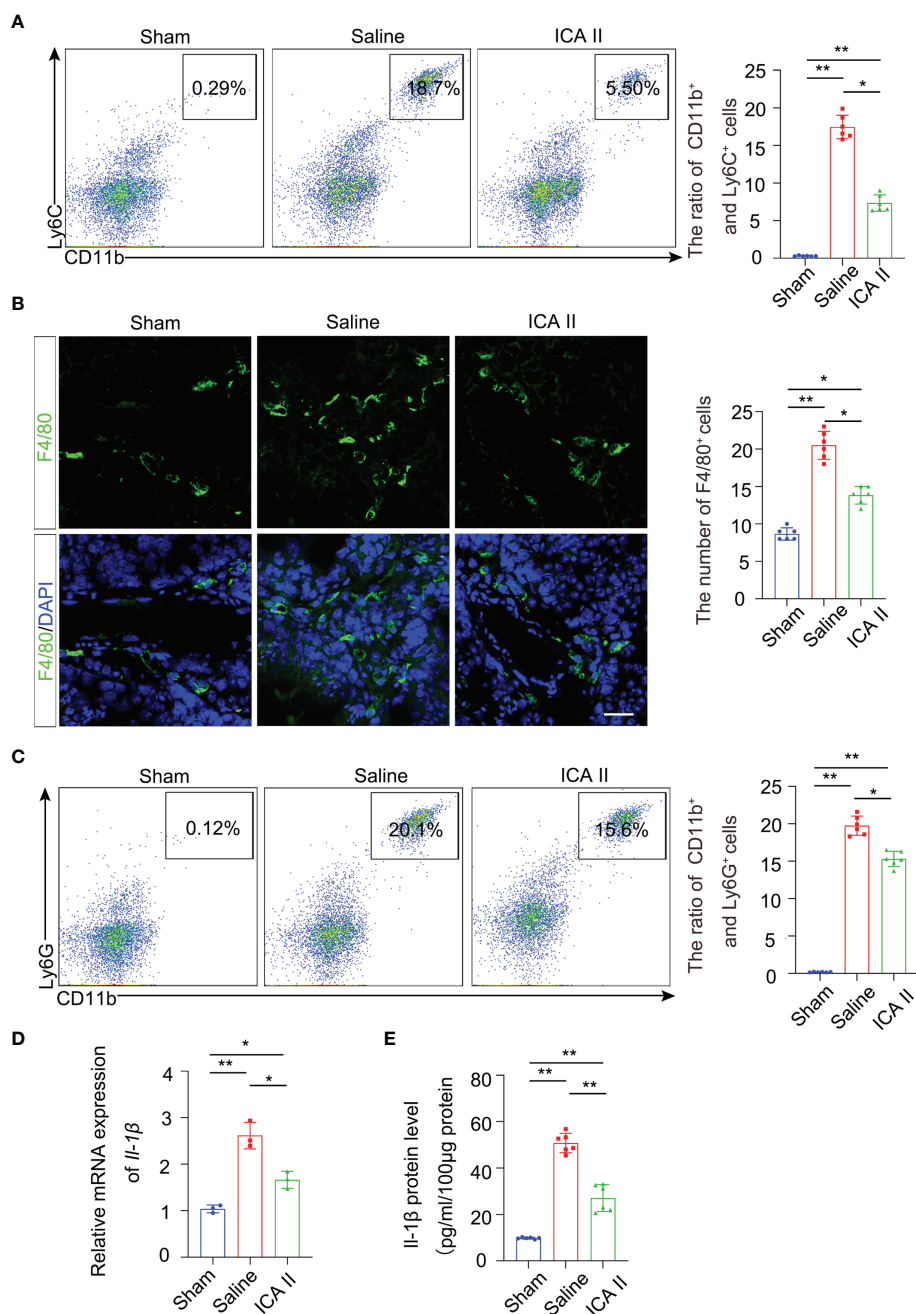 A
Sham
Saline
ICA II
0.29%
18.7%
5.50%
Ly6C
CD11b
The ratio of CD11b+
and Ly6C+ cells
25
20
15
10
5
0
**
**
*
Sham
Saline
ICA II
B
Sham
Saline
ICA II
F4/80
F4/80/DAPI
The number of F4/80+ cells
25
20
15
10
5
0
*
**
*
Sham
Saline
ICA II
C
Sham
Saline
ICA II
0.12%
20.1%
15.6%
Ly6G
CD11b
The ratio of CD11b+
and Ly6G+ cells
25
20
15
10
5
0
**
**
*
Sham
Saline
ICA II
D
Relative mRNA expression
of Il-1β
4
3
2
1
0
*
**
*
Sham
Saline
ICA II
E
Il-1β protein level
(pg/ml/100μg protein)
80
60
40
20
0
**
**
**
Sham
Saline
ICA II